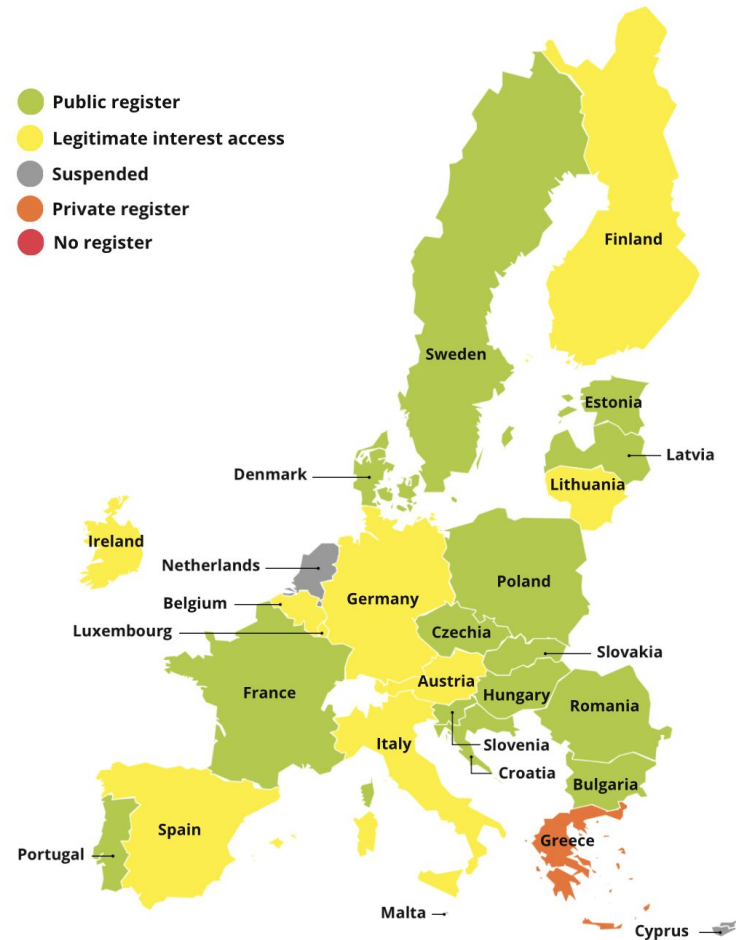 Public register
Legitimate interest access
Suspended
Private register
No register
Finland
Sweden
Estonia
Latvia
Denmark
Lithuania
Ireland
Netherlands
Poland
Belgium
Germany
Luxembourg
Czechia
Slovakia
Austria
France
Hungary
Romania
Italy
Slovenia
Croatia
Bulgaria
Spain
Greece
Portugal
Malta
Cyprus